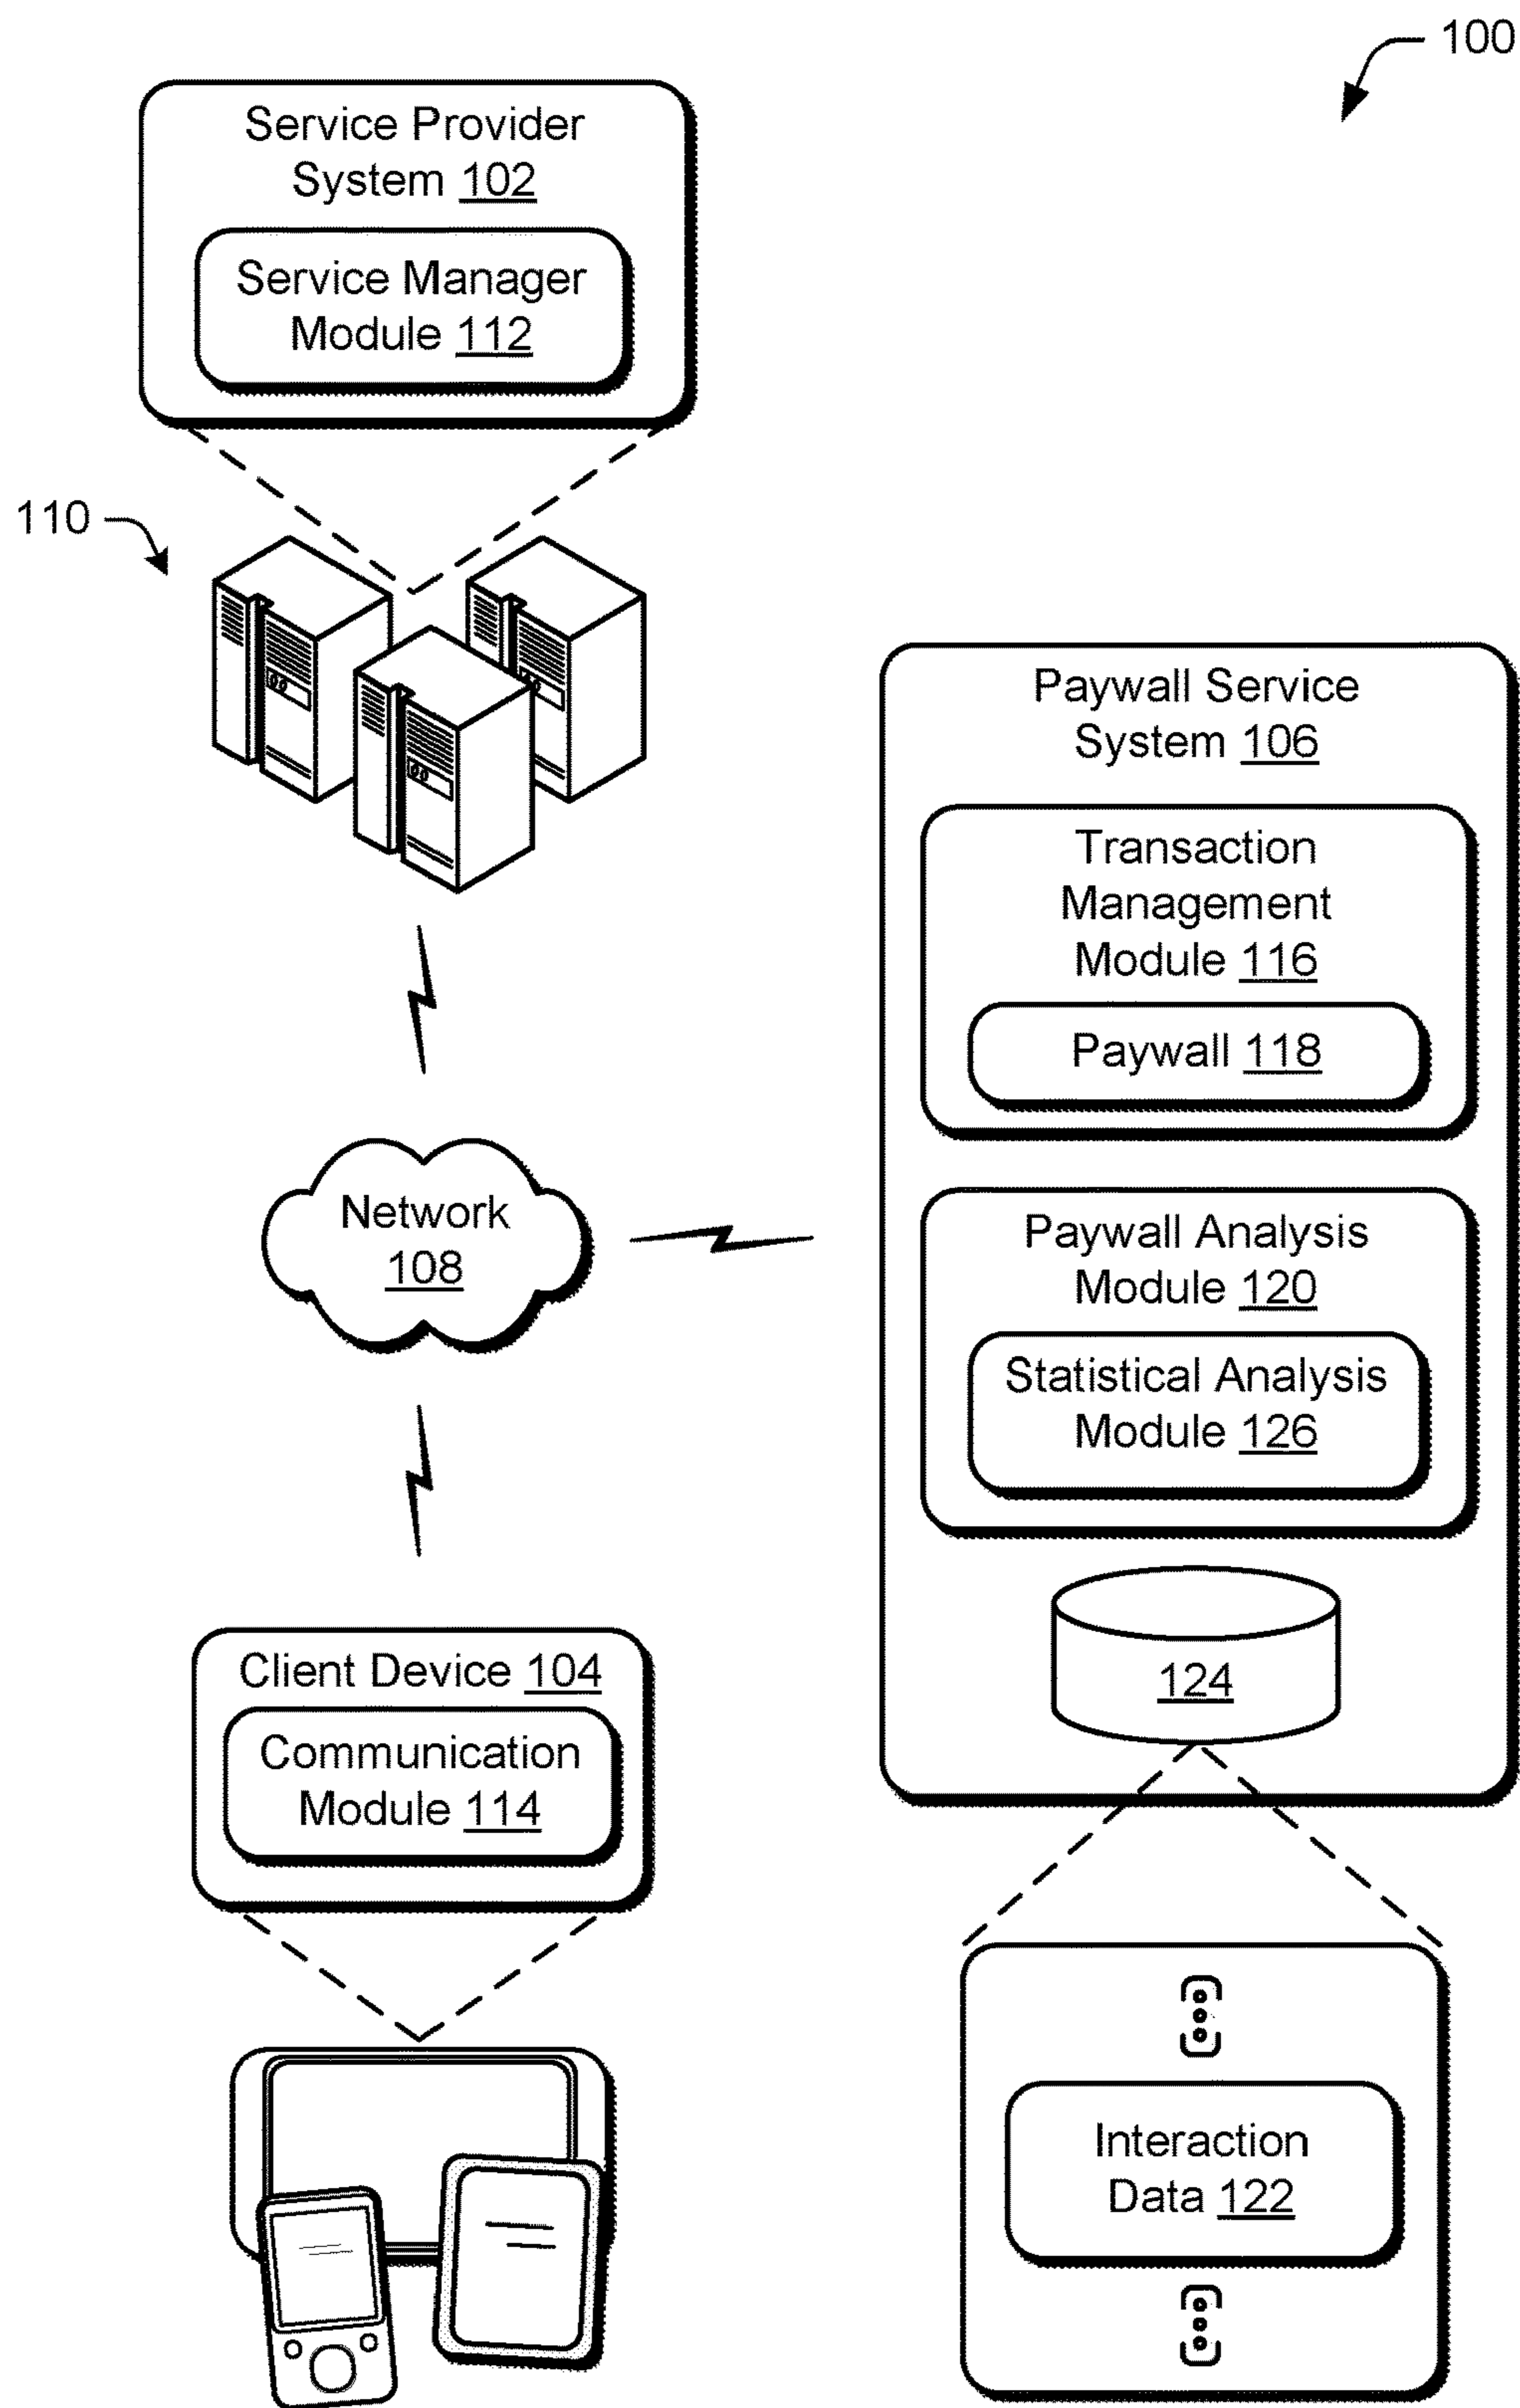 100
Service Provider
System 102
Service Manager
Module 112
110
Paywall Service
System 106
Transaction
Management
Module 116
Paywall 118
Network
108
Paywall Analysis
Module 120
Statistical Analysis
Module 126
124
Client Device 104
Communication
Module 114
Interaction
Data 122